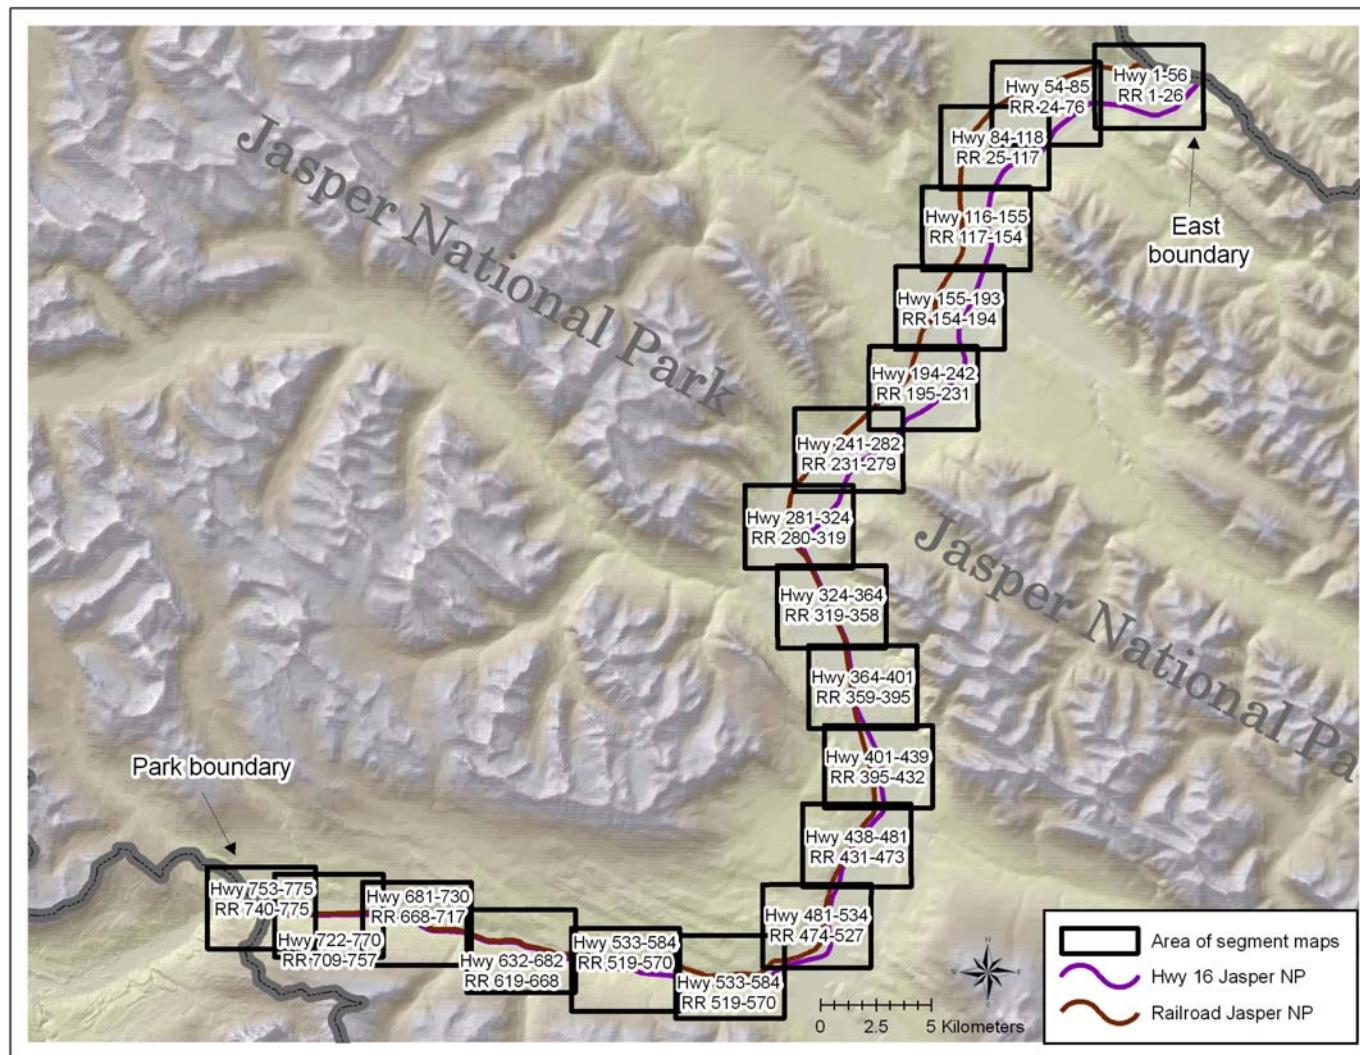 Jasper National Park
Hwy 1-56
RR 1-26
Hwy 54-85
RR 24-76
Hwy 84-118
RR 25-117
Hwy 116-155
RR 117-154
East
boundary
Hwy 155-193
RR 154-194
Hwy 194-242
RR 195-231
Hwy 241-282
RR 231-279
Hwy 281-324
RR 280-319
Jasper National Pa
Hwy 324-364
RR 319-358
Hwy 364-401
RR 359-395
Hwy 401-439
RR 395-432
Park boundary
Hwy 438-481
RR 431-473
Hwy 753-775
RR 740-775
Hwy 722-770
RR 709-757
Hwy 681-730
RR 668-717
Hwy 632-682
RR 619-668
Hwy 533-584
RR 519-570
Hwy 533-584
RR 519-570
Hwy 481-534
RR 474-527
N
0 2.5 5 Kilometers
Area of segment maps
Hwy 16 Jasper NP
Railroad Jasper NP